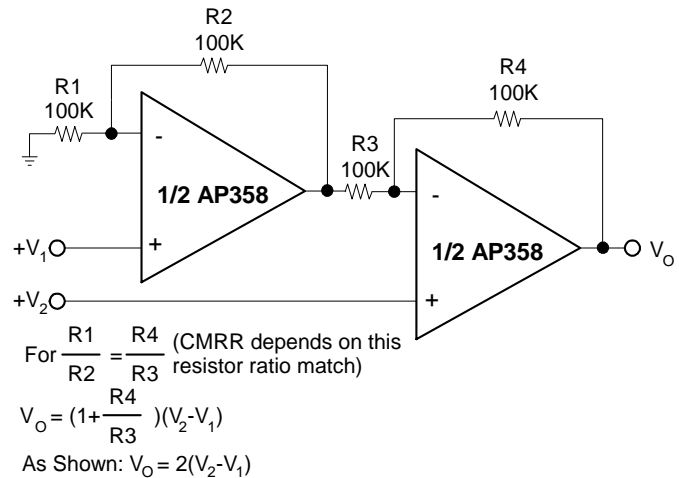 R2
100K
R4
100K
R1
100K
R3
100K
-
1/2 AP358
+
-
1/2 AP358
+
+V1
+V2
VO
For R1/R2 = R4/R3 (CMRR depends on this
resistor ratio match)
VO = (1+ R4/R3 )(V2-V1)
As Shown: VO = 2(V2-V1)